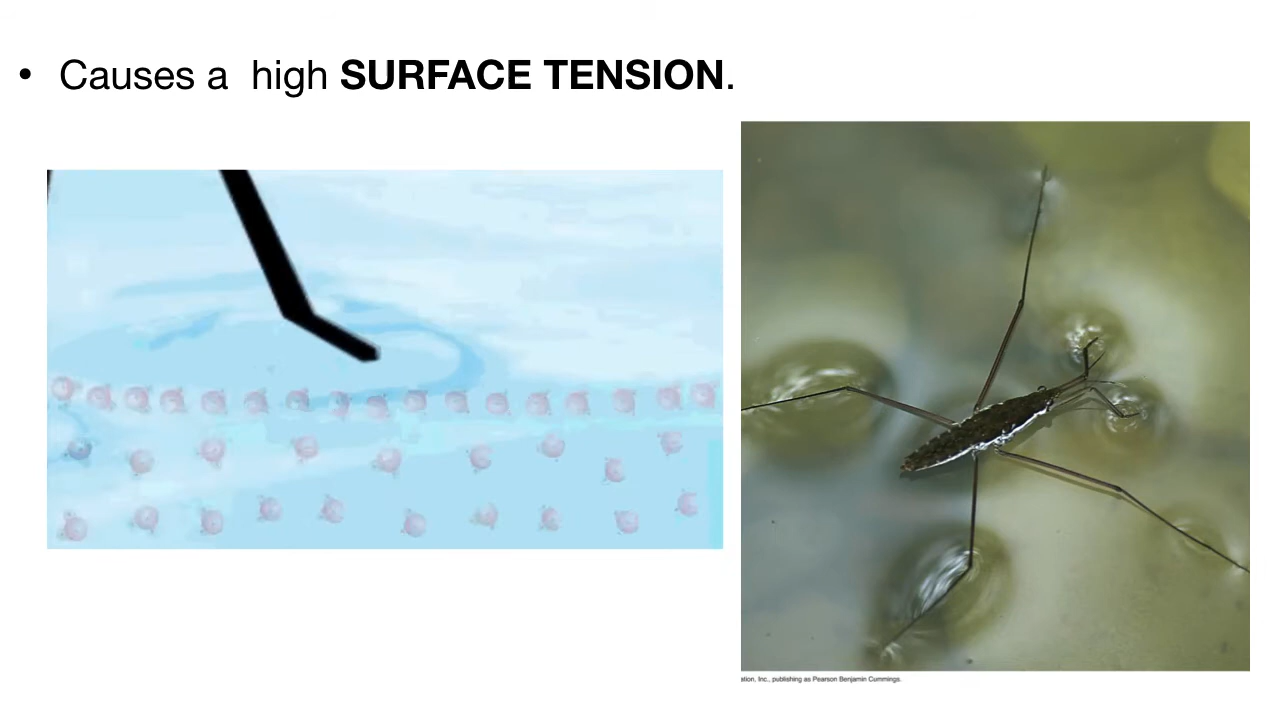 • Causes a  high SURFACE TENSION.
ation, Inc., publishing as Pearson Benjamin Cummings.